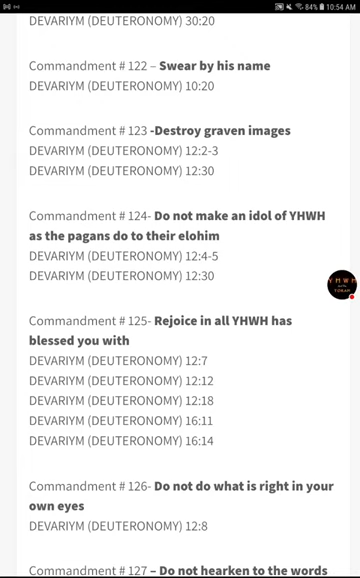 84% 10:54 AM
DEVARIYM (DEUTERONOMY) 30:20
Commandment # 122 – Swear by his name
DEVARIYM (DEUTERONOMY) 10:20
Commandment # 123 -Destroy graven images
DEVARIYM (DEUTERONOMY) 12:2-3
DEVARIYM (DEUTERONOMY) 12:30
Commandment # 124- Do not make an idol of YHWH
as the pagans do to their elohim
DEVARIYM (DEUTERONOMY) 12:4-5
DEVARIYM (DEUTERONOMY) 12:30
Commandment # 125- Rejoice in all YHWH has
blessed you with
DEVARIYM (DEUTERONOMY) 12:7
DEVARIYM (DEUTERONOMY) 12:12
DEVARIYM (DEUTERONOMY) 12:18
DEVARIYM (DEUTERONOMY) 16:11
DEVARIYM (DEUTERONOMY) 16:14
Commandment # 126- Do not do what is right in your
own eyes
DEVARIYM (DEUTERONOMY) 12:8
Commandment # 127 – Do not hearken to the words